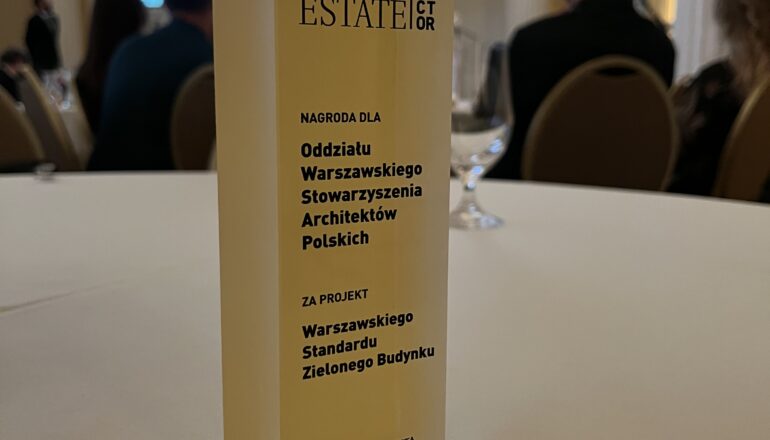 ESTATE
CT
OR
NAGRODA DLA
Oddziału
Warszawskiego
Stowarzyszenia
Architektów
Polskich
ZA PROJEKT
Warszawskiego
Standardu
Zielonego Budynku